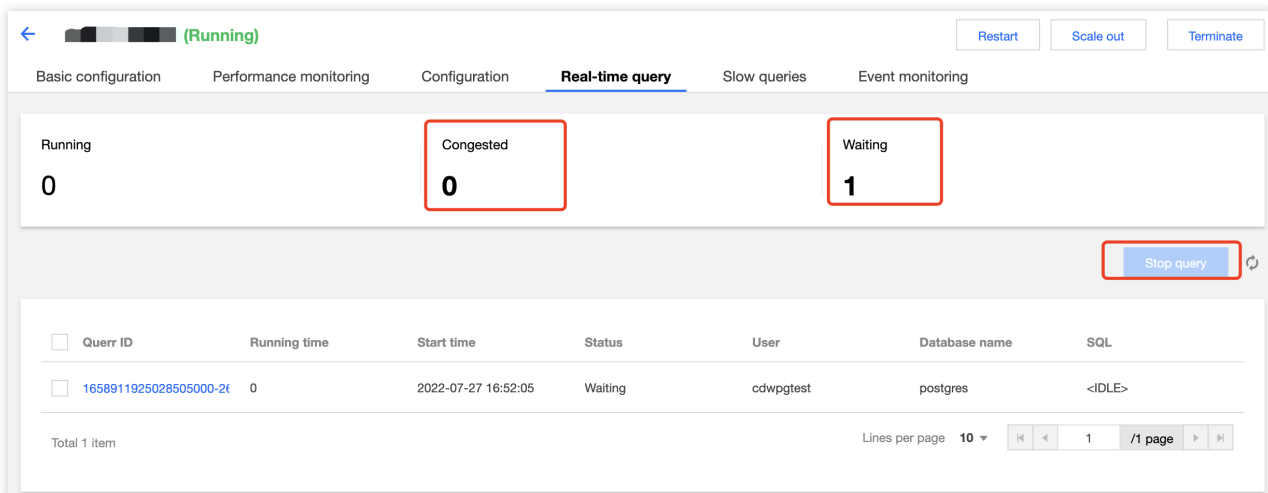 (Running)
Restart
Scale out
Terminate
Basic configuration
Performance monitoring
Configuration
Real-time query
Slow queries
Event monitoring
Running
Congested
Waiting
0
0
1
Stop query
Querr ID
Running time
Start time
Status
User
Database name
SQL
1658911925028505000-26
0
2022-07-27 16:52:05
Waiting
cdwpgtest
postgres
<IDLE>
Total 1 item
Lines per page
10
1
/1 page